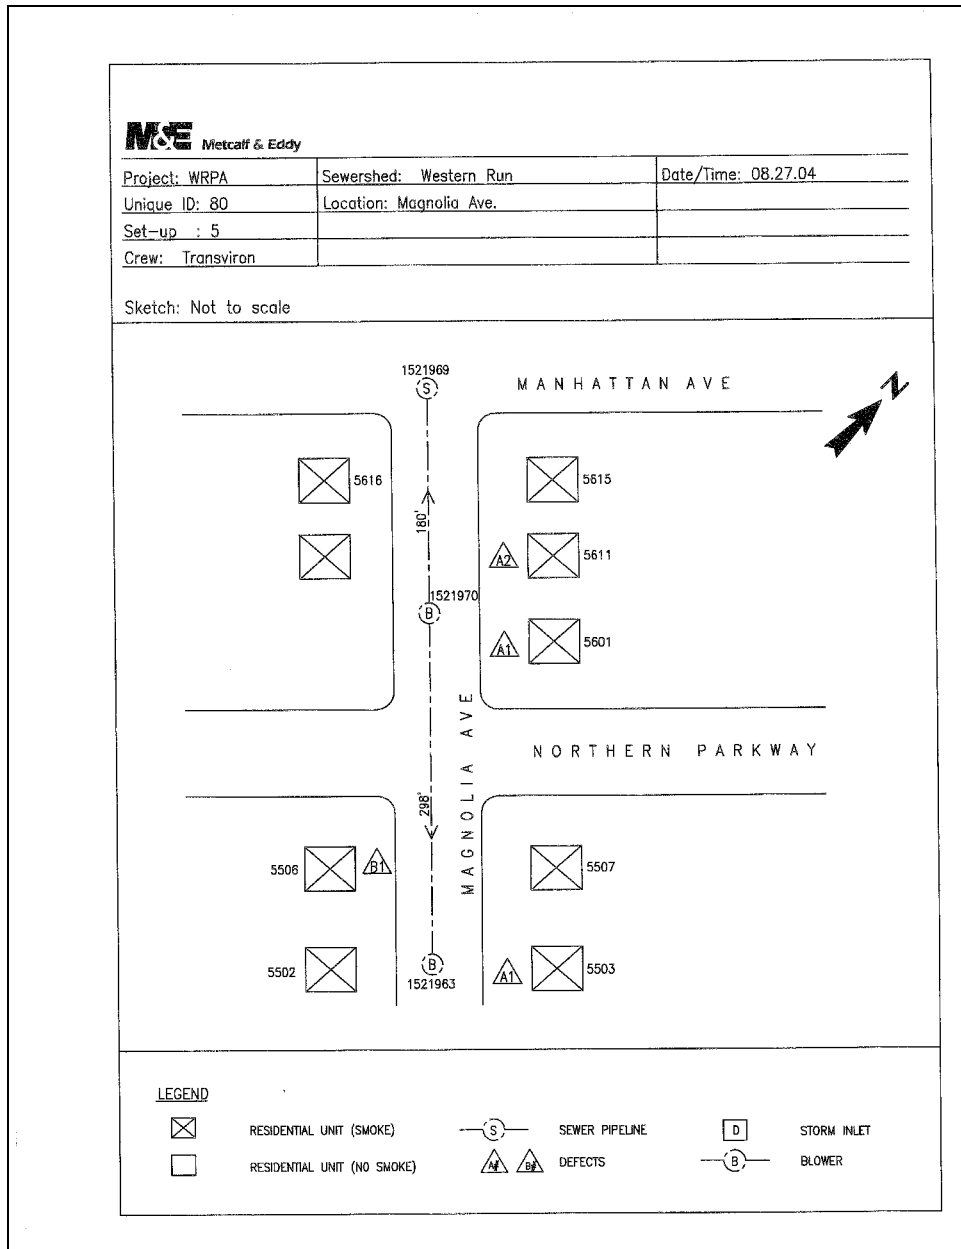 M&E Metcalf & Eddy
Project: WRPA
Sewershed: Western Run
Date/Time: 08.27.04
Unique ID: 80
Location: Magnolia Ave.
Set-up : 5
Crew: Transviron
Sketch: Not to scale
1521969
S
MANHATTAN AVE
N
5616
5615
180'
A2
5611
1521970
B
A1
5601
MAGNOLIA AVE
NORTHERN PARKWAY
298'
5506
B1
5507
5502
B
1521963
A1
5503
LEGEND
RESIDENTIAL UNIT (SMOKE)
S
SEWER PIPELINE
D
STORM INLET
RESIDENTIAL UNIT (NO SMOKE)
A#
B#
DEFECTS
B
BLOWER